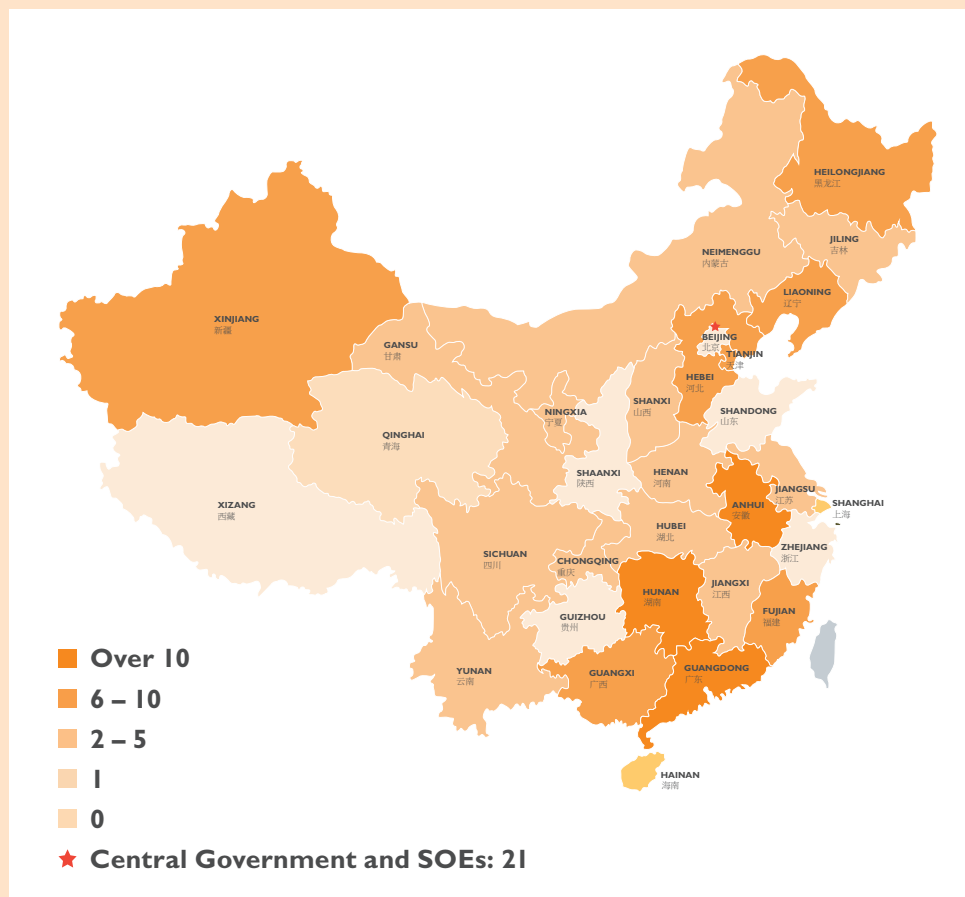 HEILONGJIANG
黑龙江
JILING
吉林
NEIMENGGU
内蒙古
LIAONING
辽宁
XINJIANG
新疆
BEIJING
北京
GANSU
甘肃
TIANJIN
天津
HEBEI
河北
SHANXI
山西
NINGXIA
宁夏
SHANDONG
山东
QINGHAI
青海
SHAANXI
陕西
HENAN
河南
JIANGSU
江苏
XIZANG
西藏
ANHUI
安徽
SHANGHAI
上海
HUBEI
湖北
ZHEJIANG
浙江
SICHUAN
四川
CHONGQING
重庆
JIANGXI
江西
HUNAN
湖南
FUJIAN
福建
GUIZHOU
贵州
YUNAN
云南
GUANGXI
广西
GUANGDONG
广东
HAINAN
海南
Over 10
6 – 10
2 – 5
1
0
Central Government and SOEs: 21